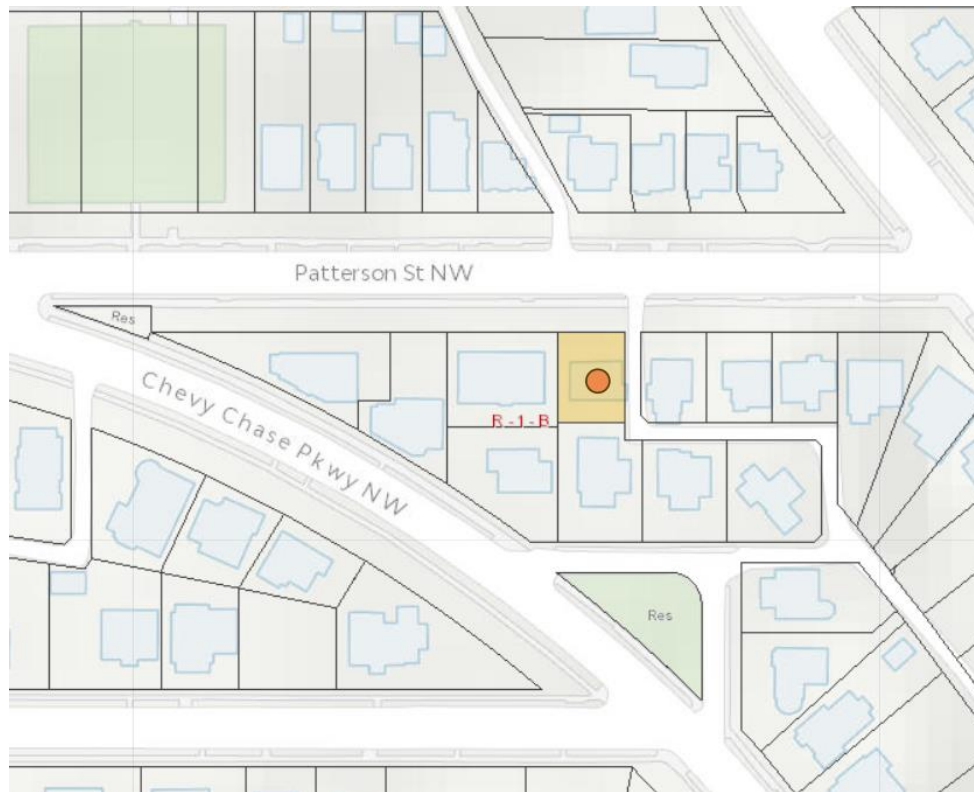 Patterson St NW
Res
Chevy Chase Pkwy NW
R - 1 - B
Res